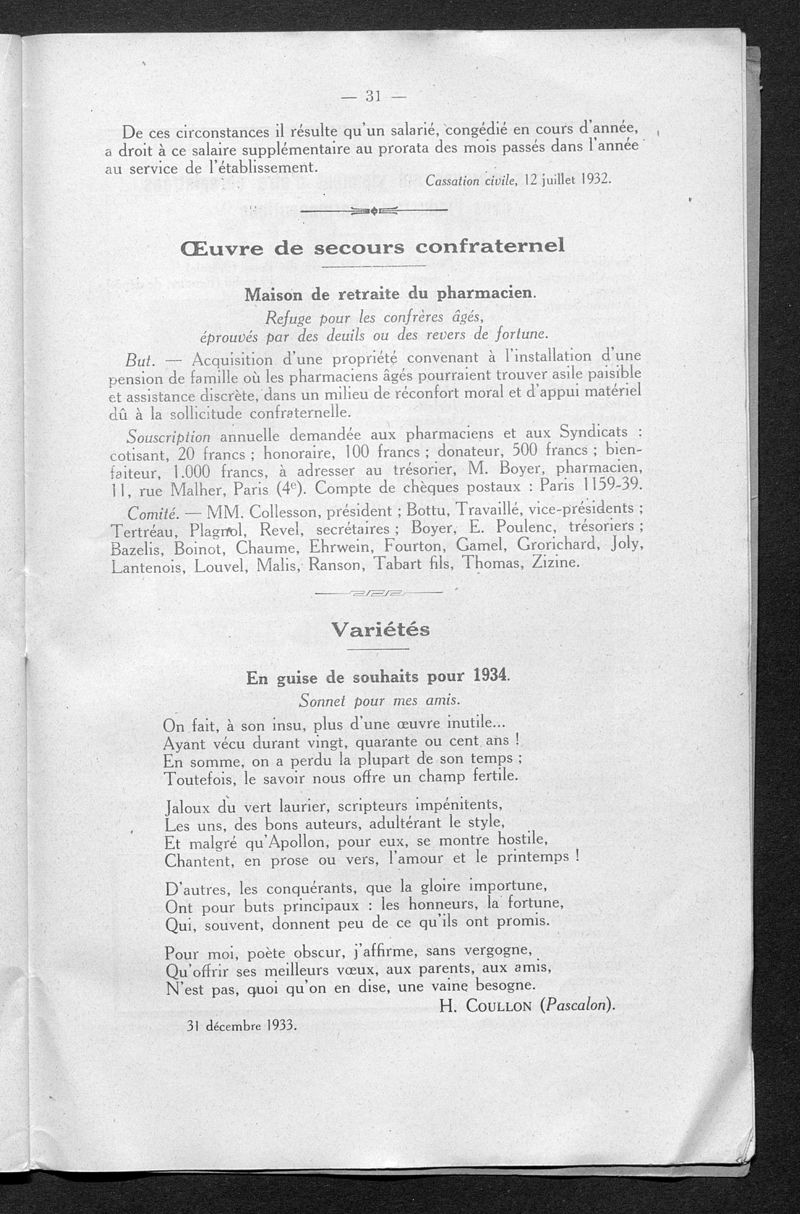 — 31 —
De ces circonstances il résulte qu'un salarié, congédié en cours d'année,
a droit à ce salaire supplémentaire au prorata des mois passés dans l'année
au service de l'établissement.
Cassation civile, 12 juillet 1932.
Œuvre de secours confraternel
Maison de retraite du pharmacien.
Refuge pour les confrères âgés,
éprouvés par des deuils ou des revers de fortune.
But. — Acquisition d'une propriété convenant à l'installation d'une
pension de famille où les pharmaciens âgés pourraient trouver asile paisible
et assistance discrète, dans un milieu de réconfort moral et d'appui matériel
dû à la sollicitude confraternelle.
Souscription annuelle demandée aux pharmaciens et aux Syndicats :
cotisant, 20 francs ; honoraire, 100 francs ; donateur, 500 francs ; bien-
faiteur, 1.000 francs, à adresser au trésorier, M. Boyer, pharmacien,
11, rue Malher, Paris (4e). Compte de chèques postaux : Paris 1159-39.
Comité. — MM. Collesson, président ; Bottu, Travaillé, vice-présidents ;
Tertréau, Plagnol, Revel, secrétaires ; Boyer, E. Poulenc, trésoriers ;
Bazelis, Boinot, Chaume, Ehrwein, Fourton, Gamel, Grorichard, Joly,
Lantenois, Louvel, Malis, Ranson, Tabart fils, Thomas, Zizine.
Variétés
En guise de souhaits pour 1934.
Sonnet pour mes amis.
On fait, à son insu, plus d'une œuvre inutile...
Ayant vécu durant vingt, quarante ou cent ans !
En somme, on a perdu la plupart de son temps ;
Toutefois, le savoir nous offre un champ fertile.
Jaloux du vert laurier, scripteurs impénitents,
Les uns, des bons auteurs, adultérant le style,
Et malgré qu'Apollon, pour eux, se montre hostile,
Chantent, en prose ou vers, l'amour et le printemps !
D'autres, les conquérants, que la gloire importune,
Ont pour buts principaux : les honneurs, la fortune,
Qui, souvent, donnent peu de ce qu'ils ont promis.
Pour moi, poète obscur, j'affirme, sans vergogne,
Qu'offrir ses meilleurs vœux, aux parents, aux amis,
N'est pas, quoi qu'on en dise, une vaine besogne.
H. COULLON (Pascalon).
31 décembre 1933.